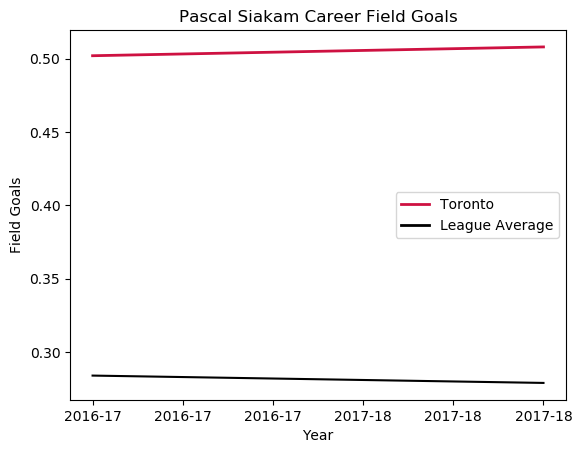 Pascal Siakam Career Field Goals
Field Goals
0.50
0.45
0.40
0.35
0.30
Toronto
League Average
2016-17 2016-17 2016-17 2017-18 2017-18 2017-18
Year